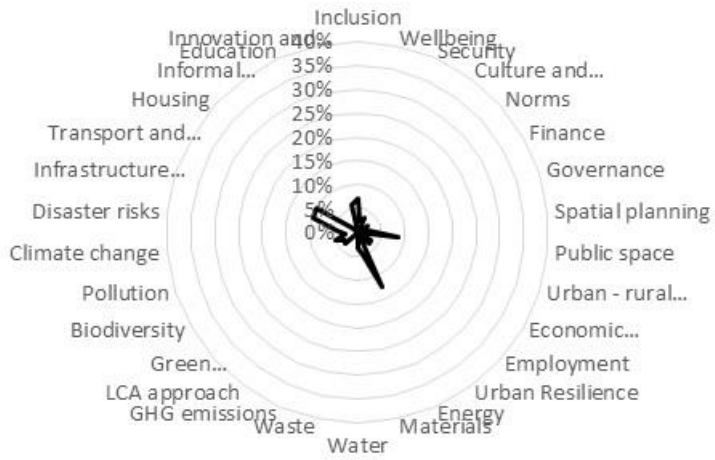 Inclusion
Innovation and...
Wellbeing
Education
Security
Informal...
Culture and...
Housing
Norms
Transport and...
Finance
Infrastructure...
Governance
Disaster risks
Spatial planning
Climate change
Public space
Pollution
Urban - rural...
Biodiversity
Economic...
Green...
Employment
LCA approach
Urban Resilience
GHG emissions
Energy
Waste
Materials
Water
40%
35%
30%
25%
20%
15%
10%
5%
0%